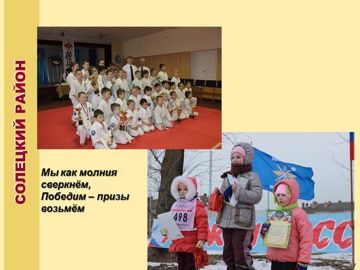 СОЛЕЦКИЙ РАЙОН
Мы как молния
сверкнём,
Победим – призы
возьмём
498